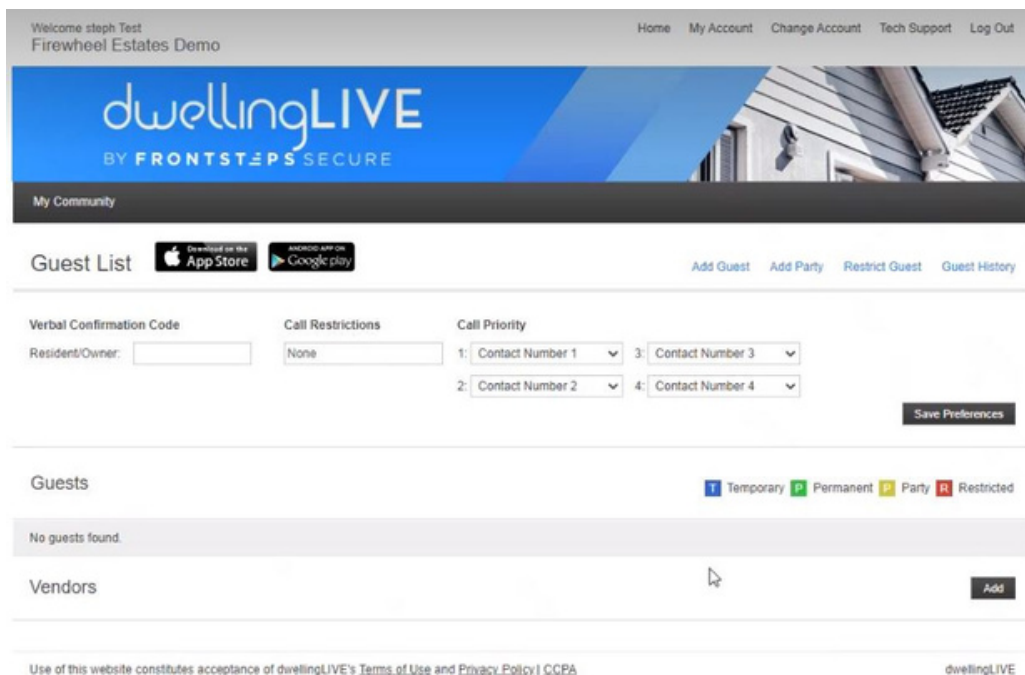 Welcome steph Test
Firewheel Estates Demo
Home My Account Change Account Tech Support Log Out
dwellingLIVE
BY FRONTSTEPS SECURE
My Community
Guest List
Download on the App Store
ANDROID APP ON Google play
Add Guest Add Party Restrict Guest Guest History
Verbal Confirmation Code Call Restrictions Call Priority
Resident/Owner: None 1: Contact Number 1 3: Contact Number 3
2: Contact Number 2 4: Contact Number 4
Save Preferences
Guests T Temporary P Permanent P Party R Restricted
No guests found.
Vendors Add
Use of this website constitutes acceptance of dwellingLIVE's Terms of Use and Privacy Policy | CCPA dwellingLIVE